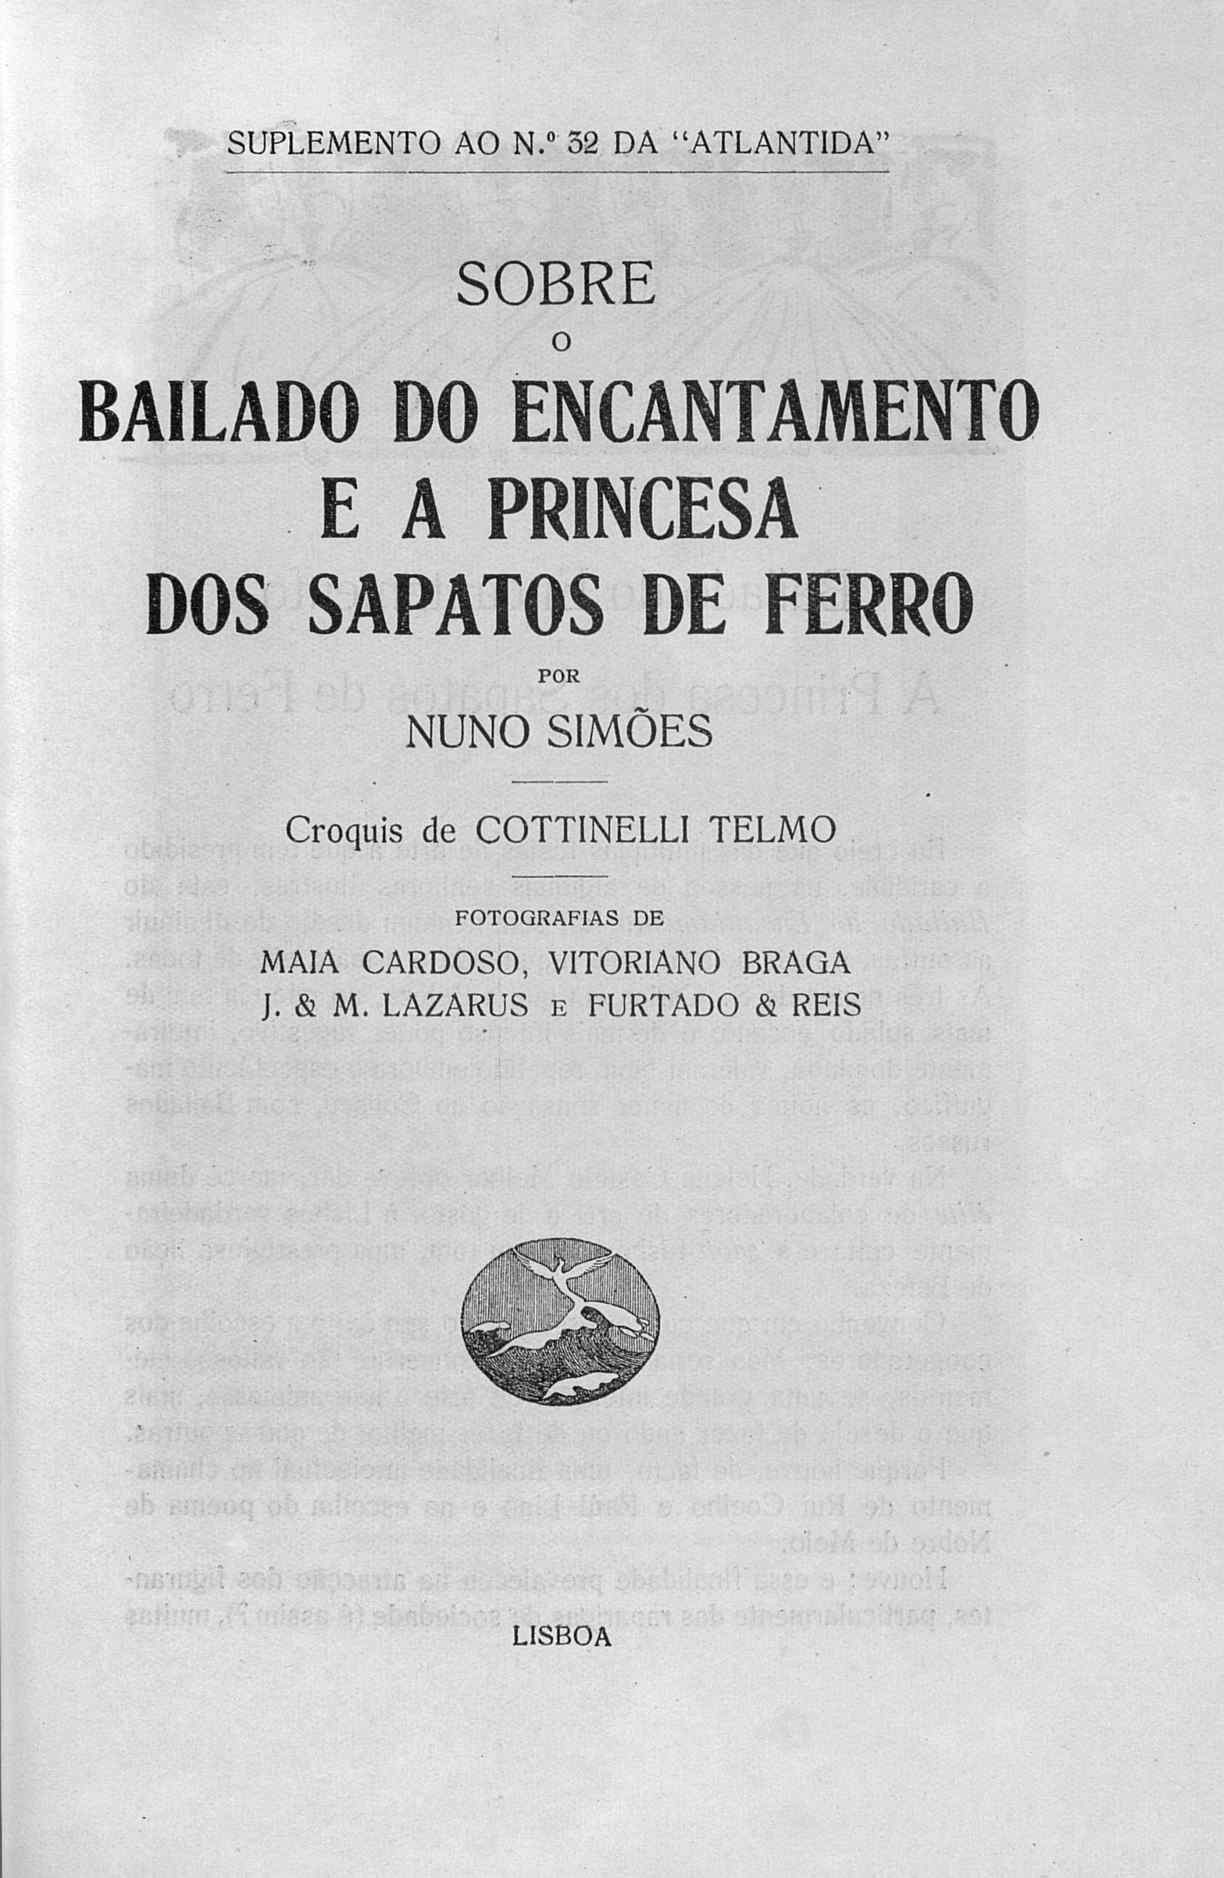 SUPLEMENTO AO N.º 32 DA “ATLANTIDA”
SOBRE
O
BAILADO DO ENCANTAMENTO
E A PRINCESA
DOS SAPATOS DE FERRO
POR
NUNO SIMÕES
Croquis de COTTINELLI TELMO
FOTOGRAFIAS DE
MAIA CARDOSO, VITORIANO BRAGA
J. & M. LAZARUS E FURTADO & REIS
LISBOA